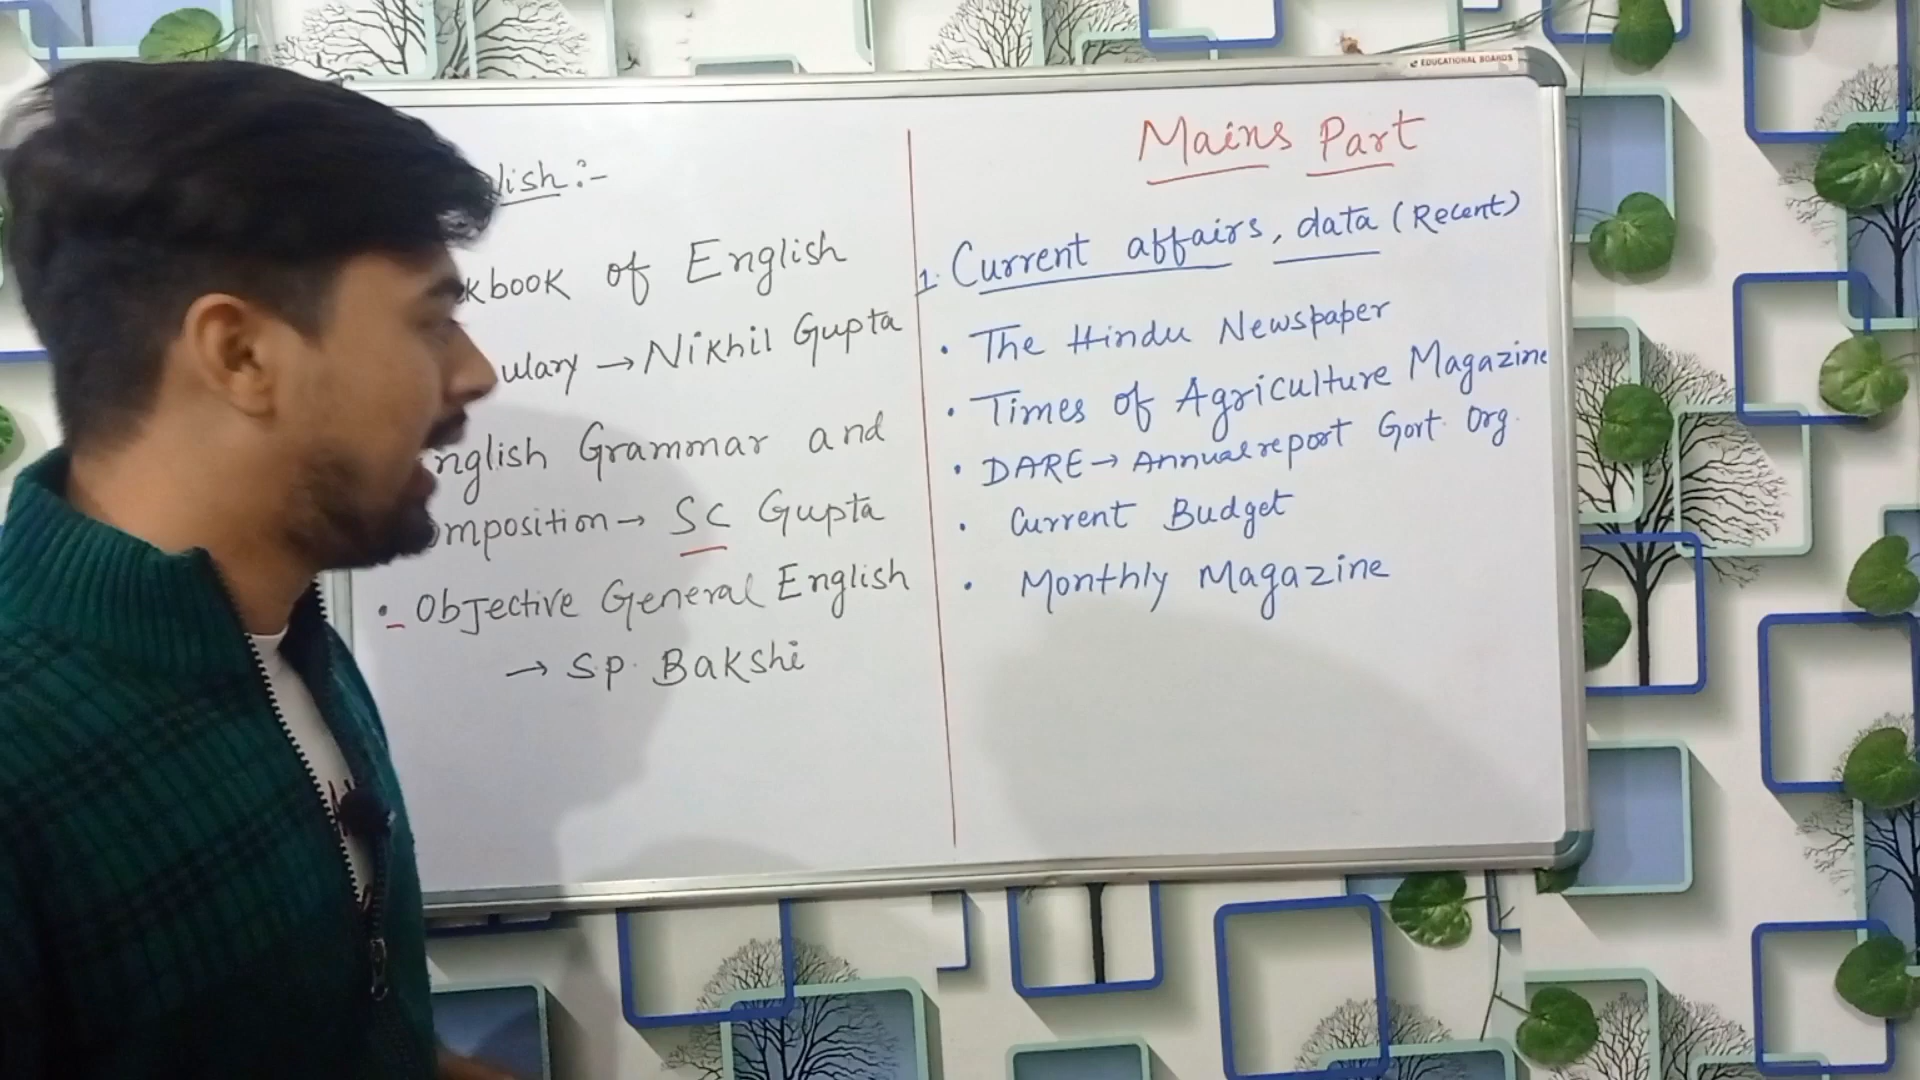 EDUCATIONAL BOARDS
lish :-
kbook of English
ulary → Nikhil Gupta
nglish Grammar and
omposition → SC Gupta
• Objective General English
→ S.P. Bakshi
Mains Part
1. Current affairs, data (Recent)
• The Hindu Newspaper
• Times of Agriculture Magazine
• DARE → Annual report Govt. Org.
• Current Budget
• Monthly Magazine